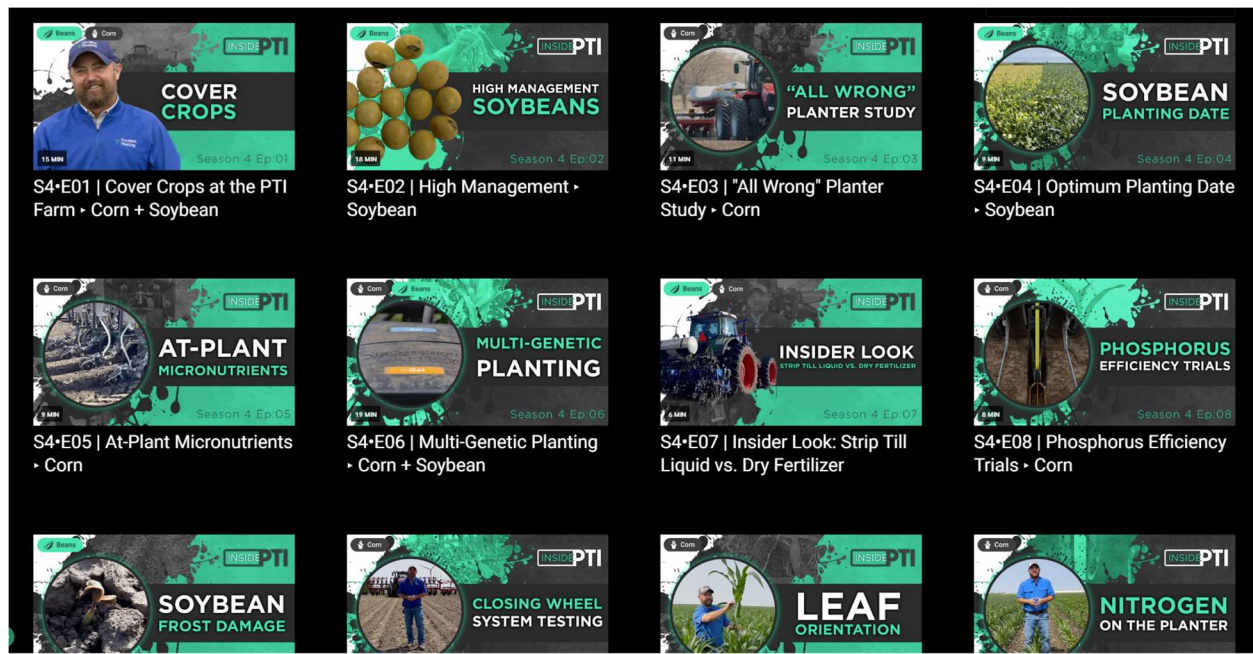 Beans Corn
INSIDE PTI
COVER
CROPS
15 MIN
Season 4 Ep:01
S4•E01 | Cover Crops at the PTI
Farm ‣ Corn + Soybean
Beans
INSIDE PTI
HIGH MANAGEMENT
SOYBEANS
18 MIN
Season 4 Ep:02
S4•E02 | High Management ‣
Soybean
Corn
INSIDE PTI
“ALL WRONG”
PLANTER STUDY
11 MIN
Season 4 Ep:03
S4•E03 | "All Wrong" Planter
Study ‣ Corn
Beans
INSIDE PTI
SOYBEAN
PLANTING DATE
9 MIN
Season 4 Ep:04
S4•E04 | Optimum Planting Date
‣ Soybean
Corn
INSIDE PTI
AT-PLANT
MICRONUTRIENTS
9 MIN
Season 4 Ep:05
S4•E05 | At-Plant Micronutrients
‣ Corn
Corn Beans
INSIDE PTI
MULTI-GENETIC
PLANTING
19 MIN
Season 4 Ep:06
S4•E06 | Multi-Genetic Planting
‣ Corn + Soybean
Beans Corn
INSIDE PTI
INSIDER LOOK
STRIP TILL LIQUID VS. DRY FERTILIZER
6 MIN
Season 4 Ep:07
S4•E07 | Insider Look: Strip Till
Liquid vs. Dry Fertilizer
Corn
INSIDE PTI
PHOSPHORUS
EFFICIENCY TRIALS
8 MIN
Season 4 Ep:08
S4•E08 | Phosphorus Efficiency
Trials ‣ Corn
Beans
INSIDE PTI
SOYBEAN
FROST DAMAGE
Corn
INSIDE PTI
CLOSING WHEEL
SYSTEM TESTING
Corn
INSIDE PTI
LEAF
ORIENTATION
Corn
INSIDE PTI
NITROGEN
ON THE PLANTER